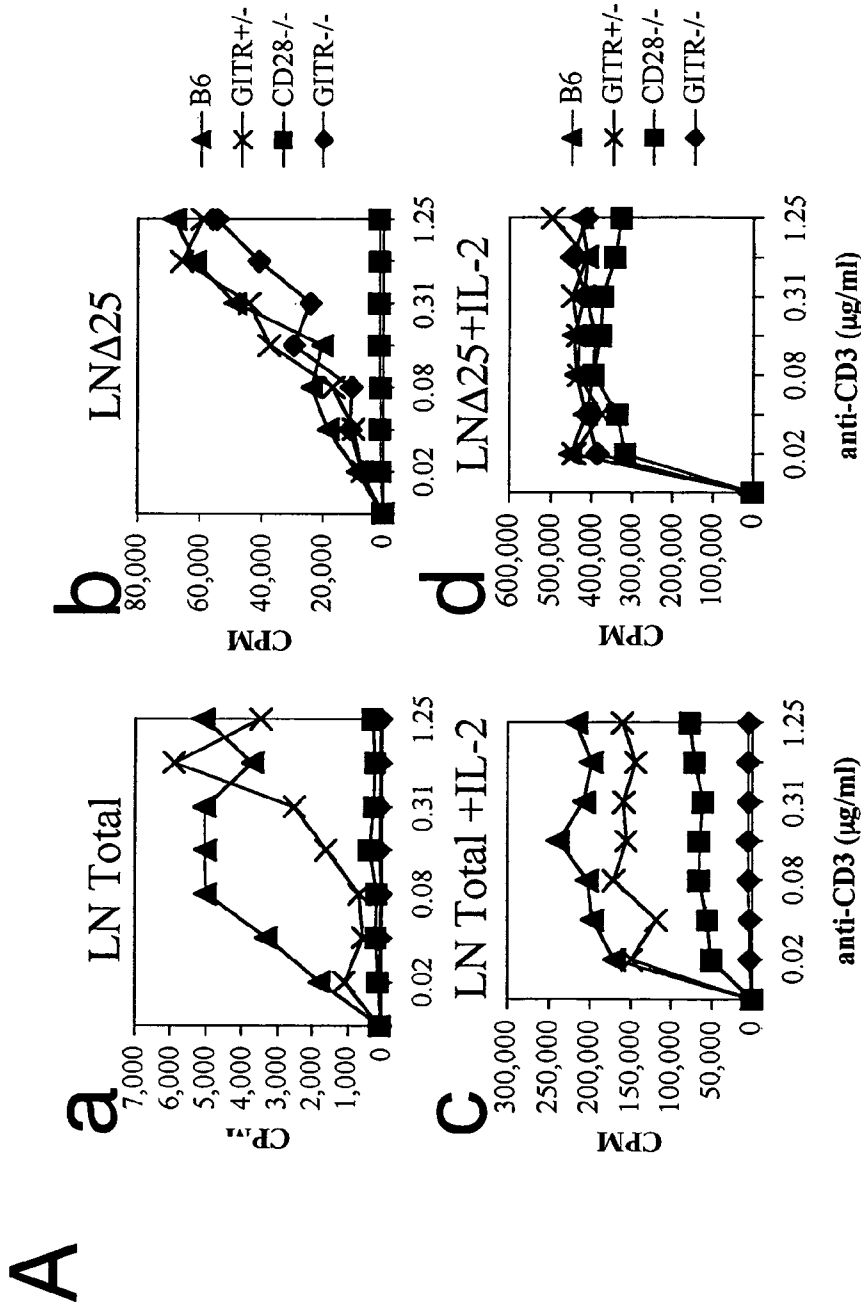 A
a
LN Total
7,000
6,000
5,000
4,000
3,000
2,000
1,000
0
0.02
0.08
0.31
1.25
b
LNΔ25
CPM
80,000
60,000
40,000
20,000
0
0.02
0.08
0.31
1.25
B6
GITR+/-
CD28-/-
GITR-/-
c
LN Total +IL-2
CPM
300,000
250,000
200,000
150,000
100,000
50,000
0
0.02
0.08
0.31
1.25
anti-CD3 (µg/ml)
d
LNΔ25+IL-2
CPM
600,000
500,000
400,000
300,000
200,000
100,000
0
0.02
0.08
0.31
1.25
anti-CD3 (µg/ml)
B6
GITR+/-
CD28-/-
GITR-/-